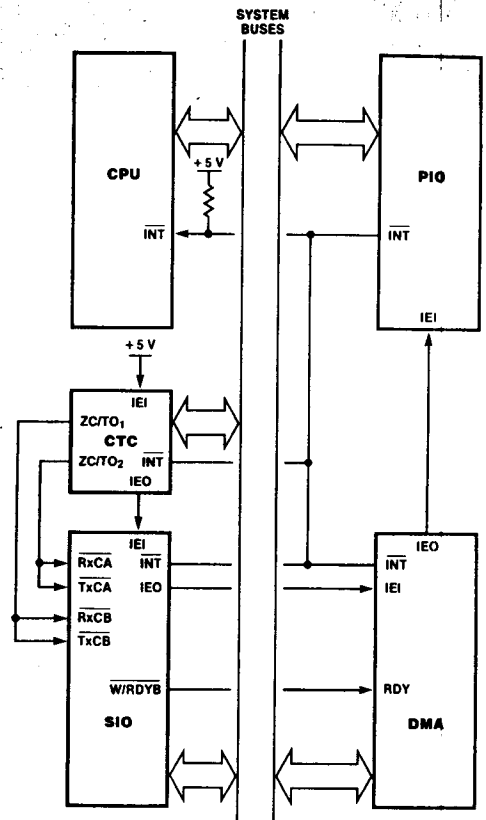 SYSTEM
BUSES
CPU
+5 V
INT
PIO
INT
IEI
+5 V
IEI
ZC/TO1
CTC
ZC/TO2
INT
IEO
IEI
RxCA
INT
TxCA
IEO
RxCB
TxCB
W/RDYB
SIO
IEO
INT
IEI
RDY
DMA